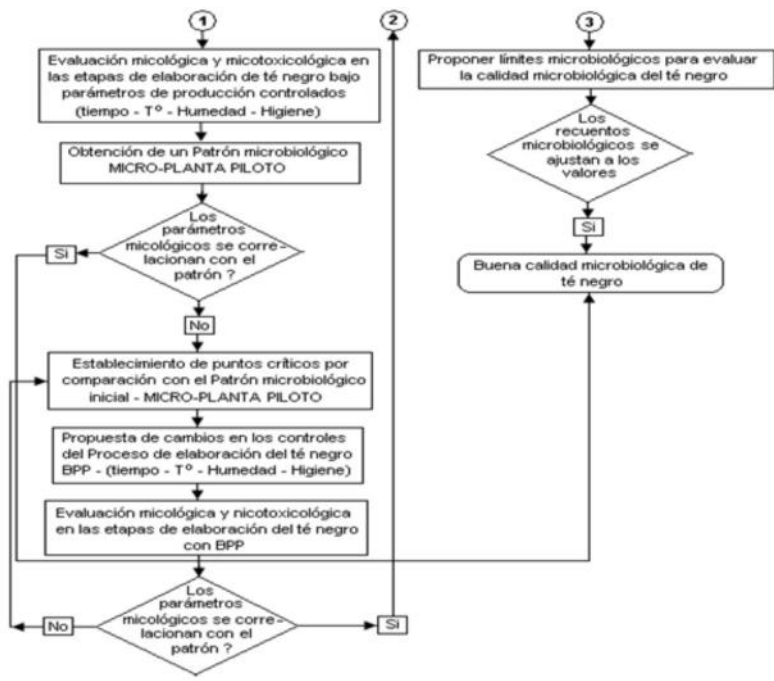 1
Evaluación micológica y micotoxicológica en
las etapas de elaboración de té negro bajo
parámetros de producción controlados
(tiempo - Tº - Humedad - Higiene)
Obtención de un Patrón microbiológico
MICRO-PLANTA PILOTO
Los
parámetros
micológicos se corre-
lacionan con el
patrón ?
Si
No
Establecimiento de puntos críticos por
comparación con el Patrón microbiológico
inicial - MICRO-PLANTA PILOTO
Propuesta de cambios en los controles
del Proceso de elaboración del té negro
BPP - (tiempo - Tº - Humedad - Higiene)
Evaluación micológica y nicotoxicológica
en las etapas de elaboración del té negro
con BPP
Los
parámetros
micológicos se corre-
lacionan con el
patrón ?
No
Si
2
3
Proponer límites microbiológicos para evaluar
la calidad microbiológica del té negro
Los
recuentos
microbiológicos se
ajustan a los
valores
Si
Buena calidad microbiológica de
té negro